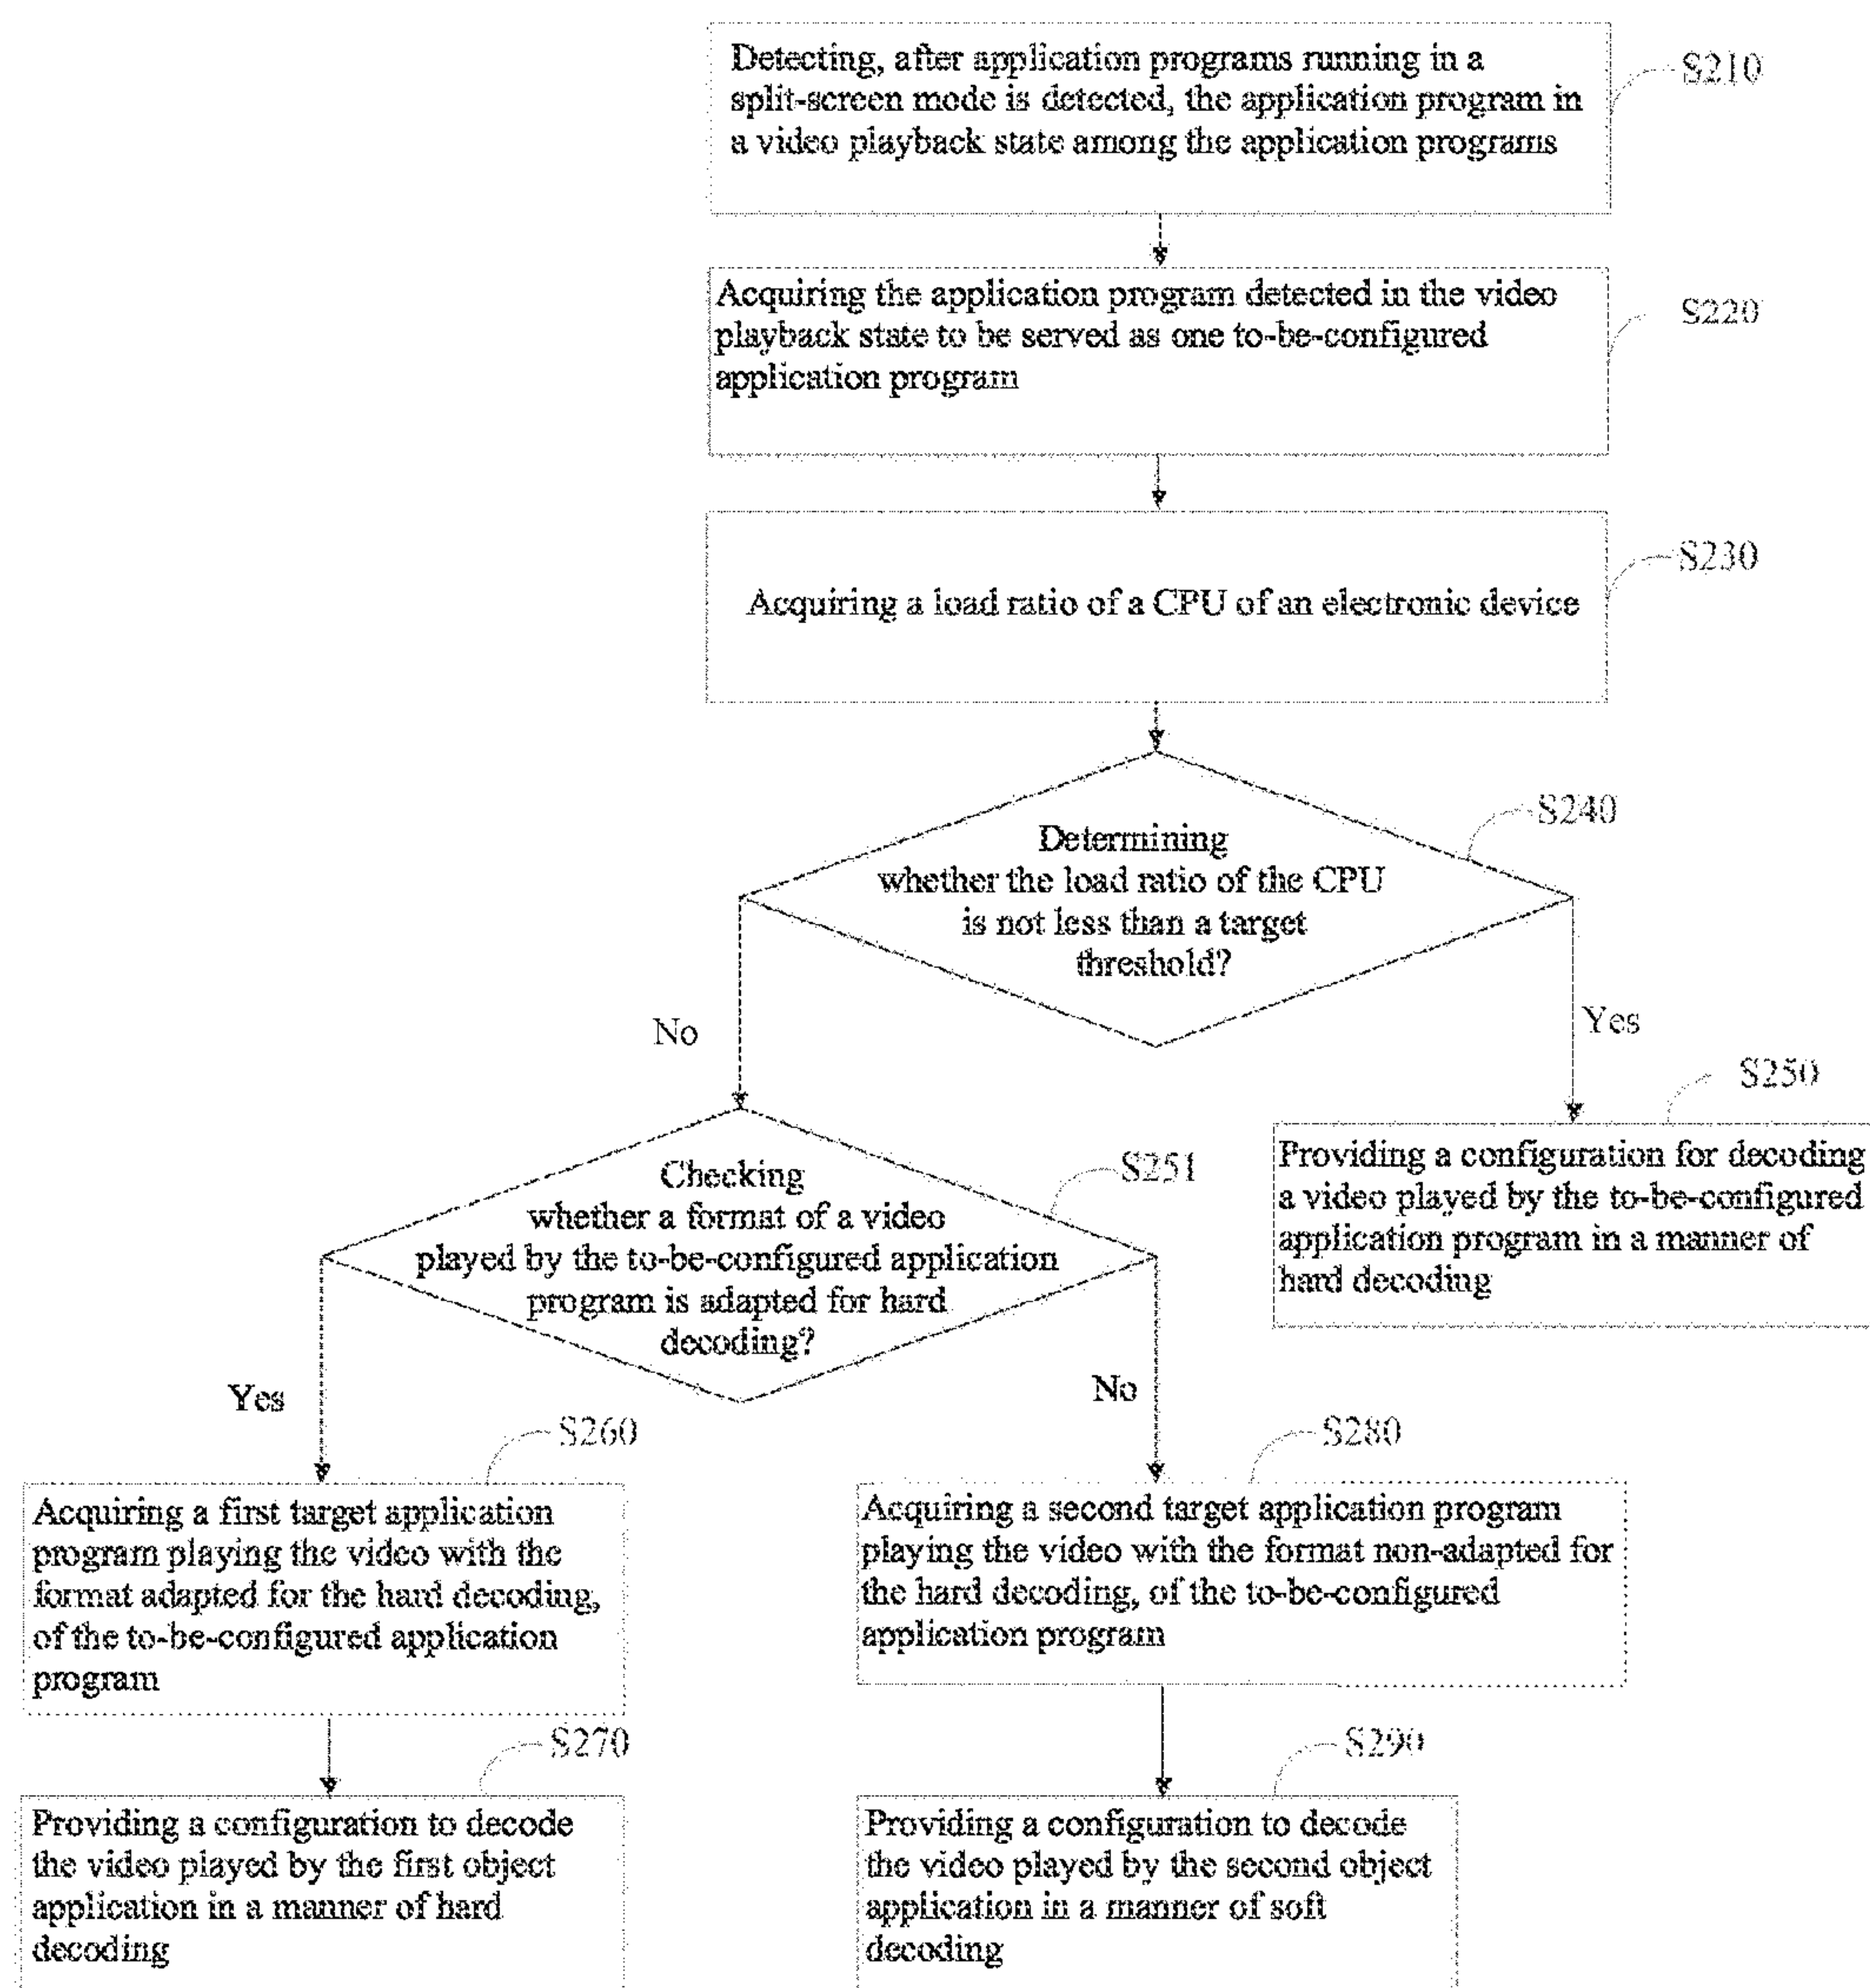 Detecting, after application programs running in a
split-screen mode is detected, the application program in
a video playback state among the application programs
S210
Acquiring the application program detected in the video
playback state to be served as one to-be-configured
application program
S220
Acquiring a load ratio of a CPU of an electronic device
S230
Determining
whether the load ratio of the CPU
is not less than a target
threshold?
S240
No
Yes
S250
Providing a configuration for decoding
a video played by the to-be-configured
application program in a manner of
hard decoding
Checking
whether a format of a video
played by the to-be-configured application
program is adapted for hard
decoding?
S251
Yes
No
S260
Acquiring a first target application
program playing the video with the
format adapted for the hard decoding,
of the to-be-configured application
program
S280
Acquiring a second target application program
playing the video with the format non-adapted for
the hard decoding, of the to-be-configured
application program
S270
Providing a configuration to decode
the video played by the first object
application in a manner of hard
decoding
S290
Providing a configuration to decode
the video played by the second object
application in a manner of soft
decoding